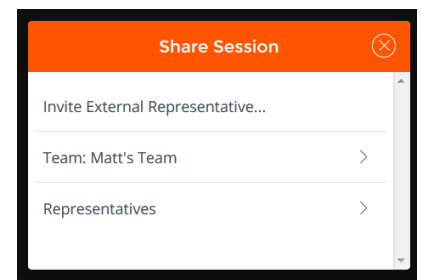 Share Session
Invite External Representative...
Team: Matt's Team
Representatives